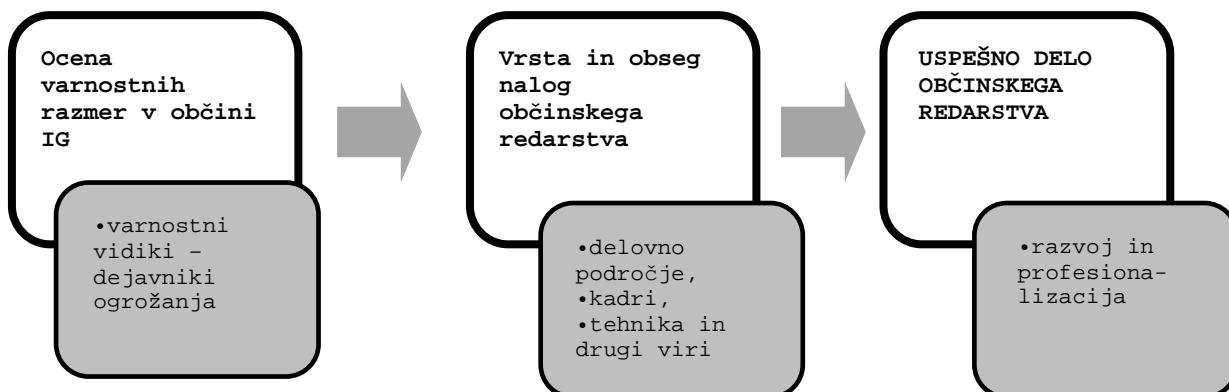 Ocena
varnostnih
razmer v občini
IG
•varnostni
vidiki –
dejavniki
ogrožanja
Vrsta in obseg
nalog
občinskega
redarstva
•delovno
področje,
•kadri,
•tehnika in
drugi viri
USPEŠNO DELO
OBČINSKEGA
REDARSTVA
•razvoj in
profesiona-
lizacija